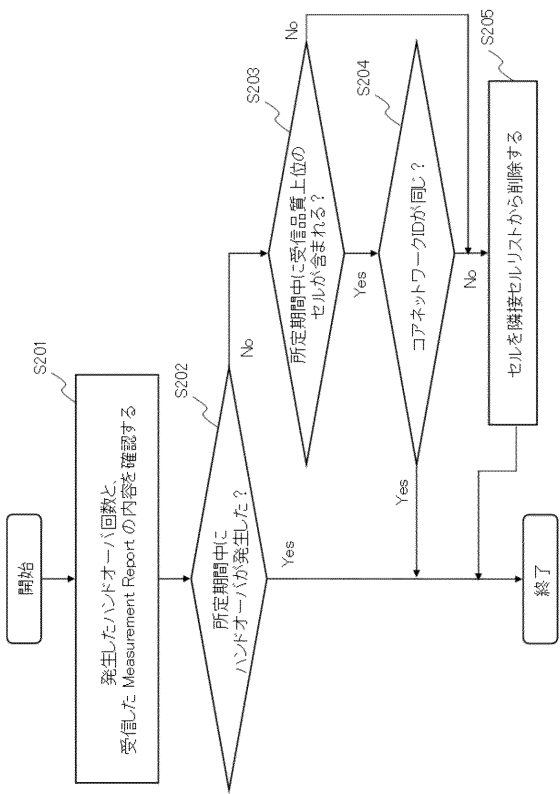 開始
S201
発生したハンドオーバ回数と、
受信した Measurement Report の内容を確認する
S202
所定期間中に
ハンドオーバが発生した？
No
Yes
S203
所定期間中に受信品質上位の
セルが含まれる？
No
Yes
S204
コアネットワークIDが同じ？
Yes
No
S205
セルを隣接セルリストから削除する
終了